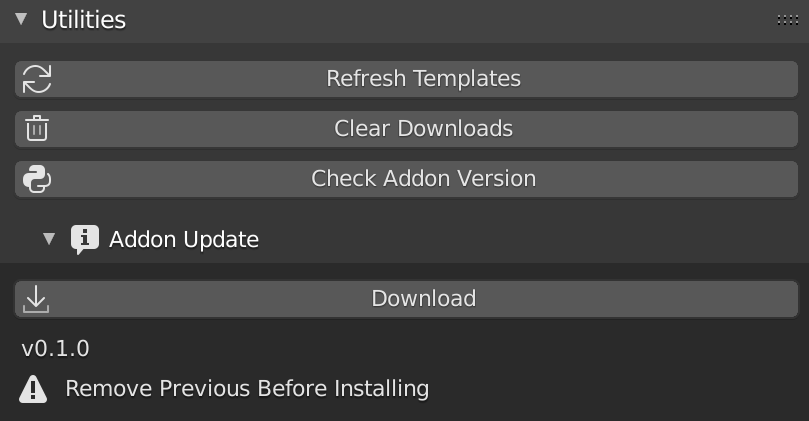 Utilities
Refresh Templates
Clear Downloads
Check Addon Version
Addon Update
Download
v0.1.0
Remove Previous Before Installing